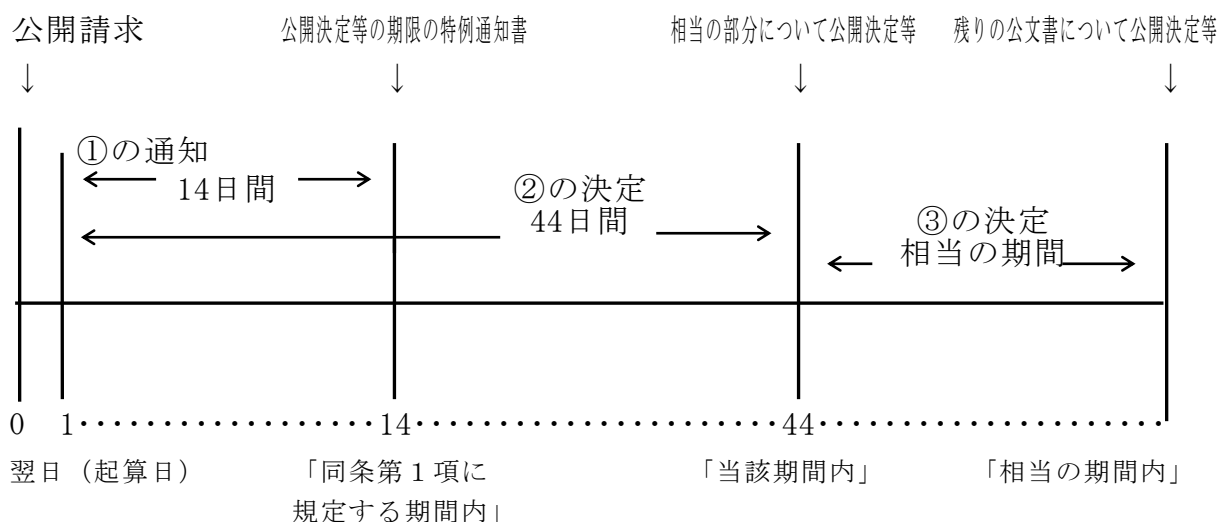 公開請求 公開決定等の期限の特例通知書 相当の部分について公開決定等 残りの公文書について公開決定等
↓ ↓ ↓ ↓
①の通知
14日間
②の決定
44日間
③の決定
相当の期間
0 1・・・・・・・・・・・・・・・・・14・・・・・・・・・・・・・・・・・・・・・・44・・・・・・・・・・・・・・・・・・・・
翌日(起算日) 「同条第1項に 「当該期間内」 「相当の期間内」
規定する期間内」